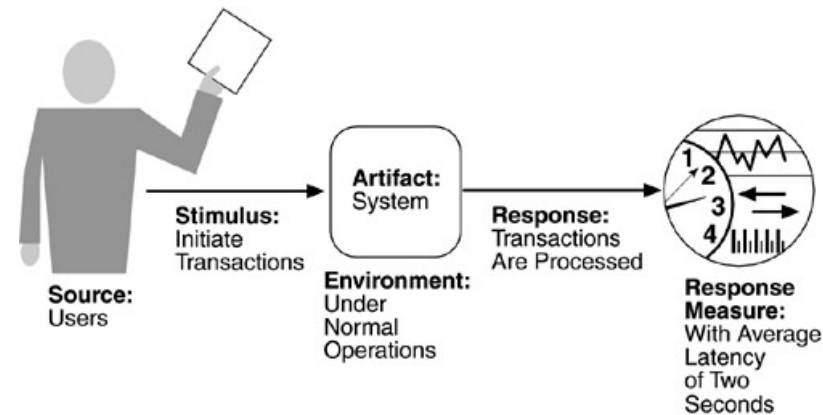 Source:
Users
Stimulus:
Initiate
Transactions
Artifact:
System
Environment:
Under
Normal
Operations
Response:
Transactions
Are Processed
1
2
3
4
Response
Measure:
With Average
Latency
of Two
Seconds